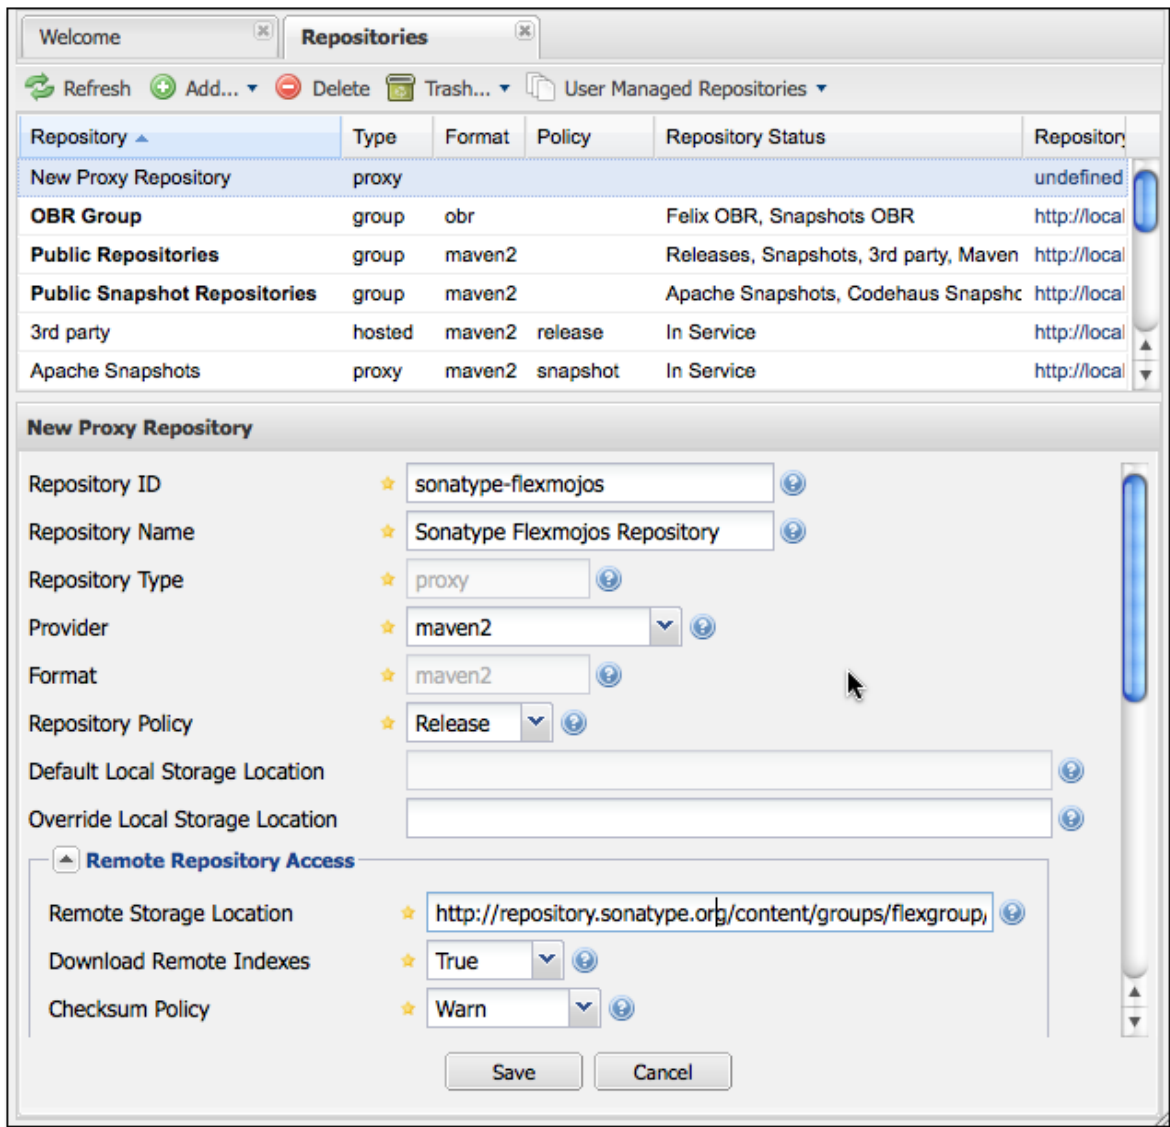 Welcome Repositories
Refresh Add... Delete Trash... User Managed Repositories
Repository Type Format Policy Repository Status Repository
New Proxy Repository proxy undefined
OBR Group group obr Felix OBR, Snapshots OBR http://local
Public Repositories group maven2 Releases, Snapshots, 3rd party, Maven http://local
Public Snapshot Repositories group maven2 Apache Snapshots, Codehaus Snapsho http://local
3rd party hosted maven2 release In Service http://local
Apache Snapshots proxy maven2 snapshot In Service http://local
New Proxy Repository
Repository ID sonatype-flexmojos
Repository Name Sonatype Flexmojos Repository
Repository Type proxy
Provider maven2
Format maven2
Repository Policy Release
Default Local Storage Location
Override Local Storage Location
Remote Repository Access
Remote Storage Location http://repository.sonatype.org/content/groups/flexgroup/
Download Remote Indexes True
Checksum Policy Warn
Save Cancel